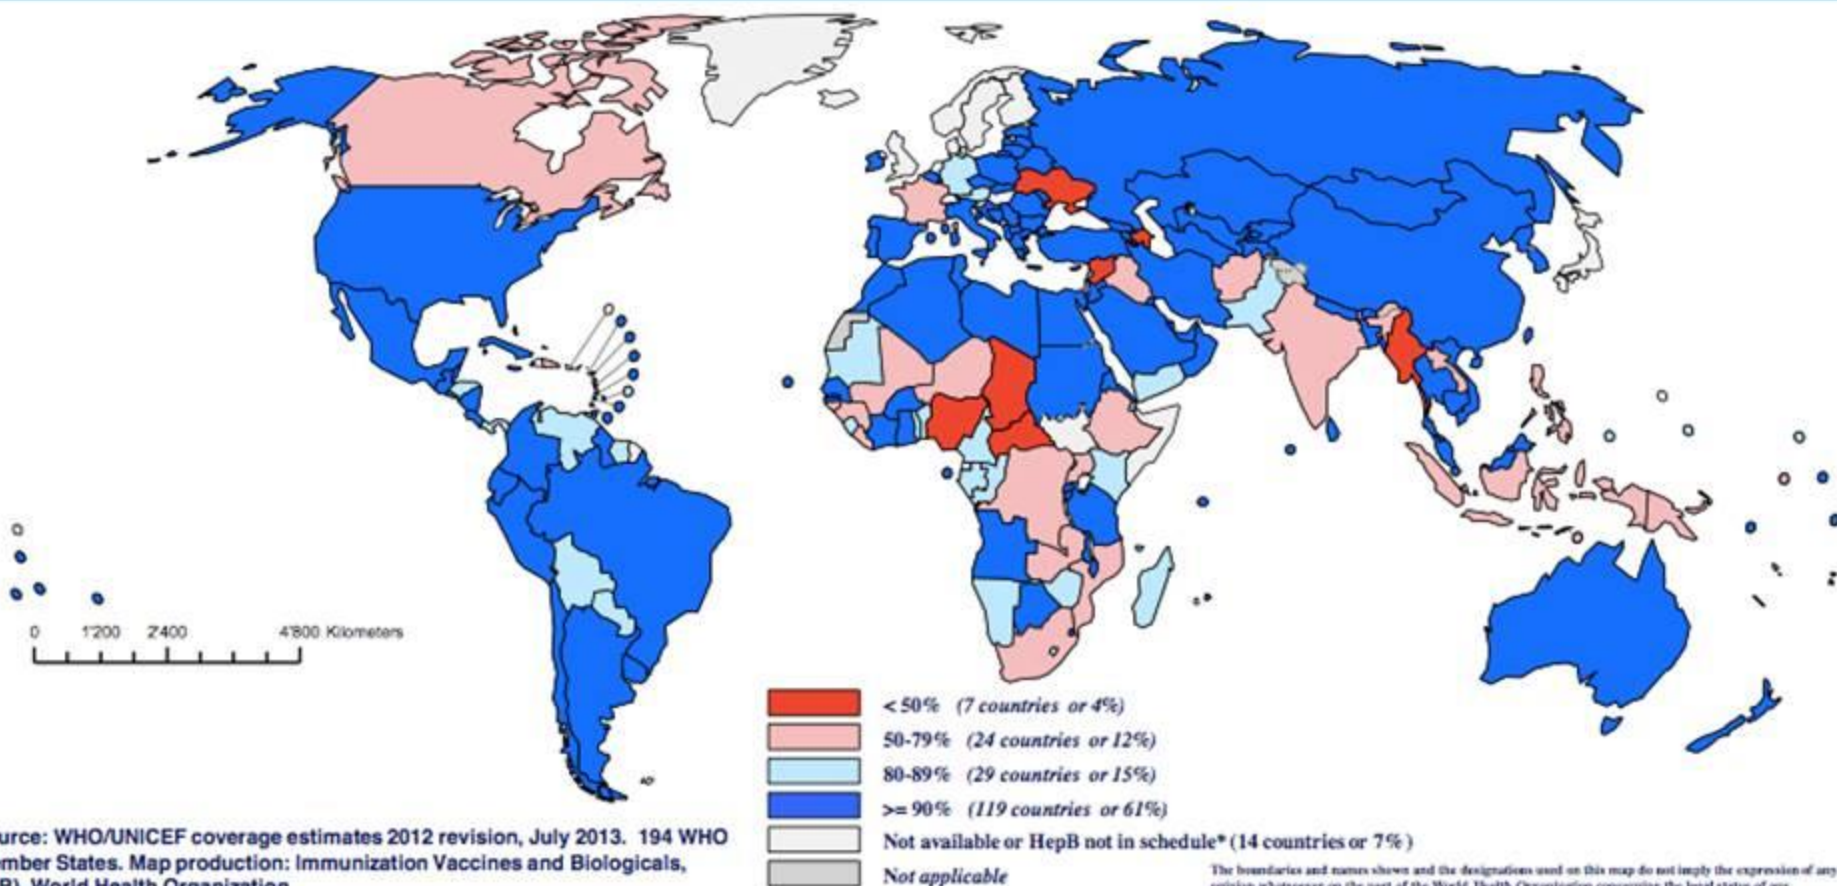 0 1'200 2'400 4'800 Kilometers
< 50% (7 countries or 4%)
50-79% (24 countries or 12%)
80-89% (29 countries or 15%)
>= 90% (119 countries or 61%)
Not available or HepB not in schedule* (14 countries or 7%)
Not applicable
urce: WHO/UNICEF coverage estimates 2012 revision, July 2013. 194 WHO
mber States. Map production: Immunization Vaccines and Biologicals,
World Health Organization
The boundaries and names shown and the designations used on this map do not imply the expression of any